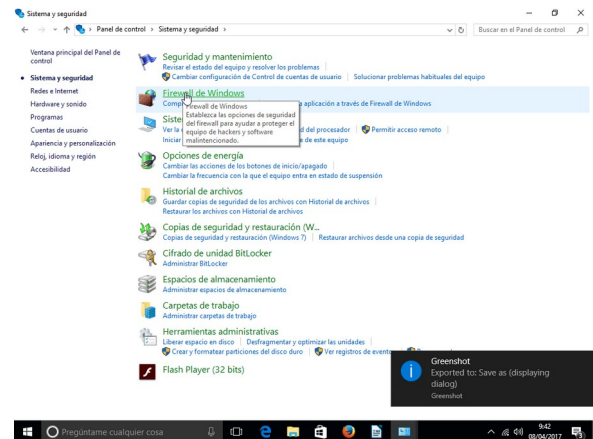 Sistema y seguridad
Panel de control > Sistema y seguridad >
Buscar en el Panel de control
Ventana principal del Panel de
control
Sistema y seguridad
Redes e Internet
Hardware y sonido
Programas
Cuentas de usuario
Apariencia y personalización
Reloj, idioma y región
Accesibilidad
Seguridad y mantenimiento
Revisar el estado del equipo y resolver los problemas
Cambiar configuración de Control de cuentas de usuario
Solucionar problemas habituales del equipo
Firewall de Windows
a aplicación a través de Firewall de Windows
Firewall de Windows
Establezca las opciones de seguridad
del firewall para ayudar a proteger el
equipo de hackers y software
malintencionado.
Ver la
d del procesador
Permitir acceso remoto
Iniciar
e de este equipo
Opciones de energía
Cambiar las acciones de los botones de inicio/apagado
Cambiar la frecuencia con la que el equipo entra en estado de suspensión
Historial de archivos
Guardar copias de seguridad de los archivos con Historial de archivos
Restaurar los archivos con Historial de archivos
Copias de seguridad y restauración (W...
Copias de seguridad y restauración (Windows 7)
Restaurar archivos desde una copia de seguridad
Cifrado de unidad BitLocker
Administrar BitLocker
Espacios de almacenamiento
Administrar espacios de almacenamiento
Carpetas de trabajo
Administrar carpetas de trabajo
Herramientas administrativas
Liberar espacio en disco
Desfragmentar y optimizar las unidades
Crear y formatear particiones del disco duro
Ver registros de evento
Flash Player (32 bits)
Greenshot
Exported to: Save as (displaying
dialog)
Greenshot
Pregúntame cualquier cosa
9:42
08/04/2017